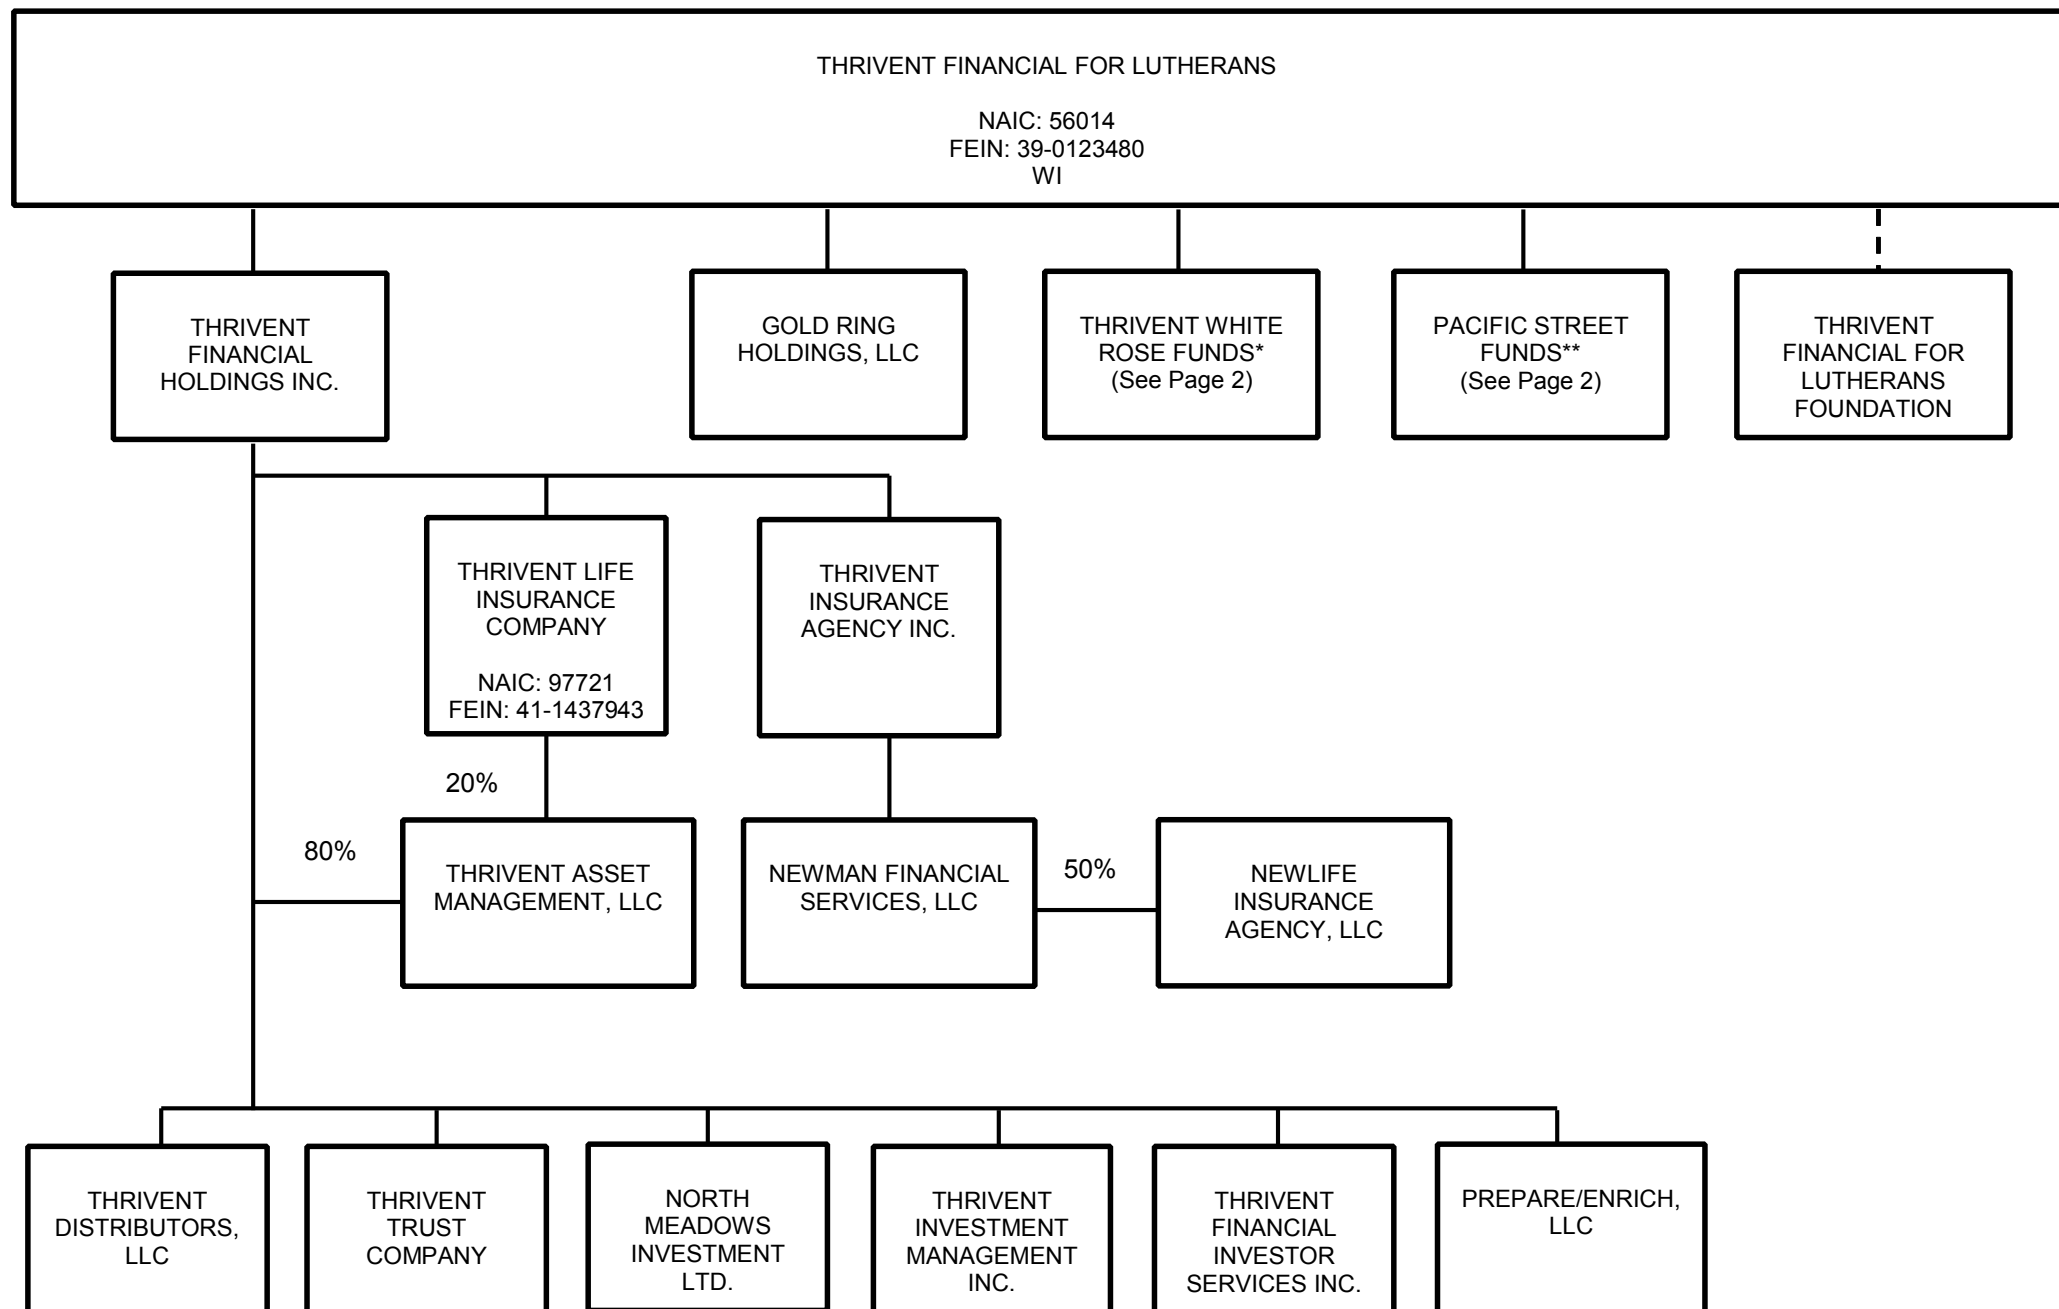 THRIVENT FINANCIAL FOR LUTHERANS
NAIC: 56014
FEIN: 39-0123480
WI
THRIVENT
FINANCIAL
HOLDINGS INC.
GOLD RING
HOLDINGS, LLC
THRIVENT WHITE
ROSE FUNDS*
(See Page 2)
PACIFIC STREET
FUNDS**
(See Page 2)
THRIVENT
FINANCIAL FOR
LUTHERANS
FOUNDATION
THRIVENT LIFE
INSURANCE
COMPANY
NAIC: 97721
FEIN: 41-1437943
THRIVENT
INSURANCE
AGENCY INC.
20%
80%
THRIVENT ASSET
MANAGEMENT, LLC
NEWMAN FINANCIAL
SERVICES, LLC
50%
NEWLIFE
INSURANCE
AGENCY, LLC
THRIVENT
DISTRIBUTORS,
LLC
THRIVENT
TRUST
COMPANY
NORTH
MEADOWS
INVESTMENT
LTD.
THRIVENT
INVESTMENT
MANAGEMENT
INC.
THRIVENT
FINANCIAL
INVESTOR
SERVICES INC.
PREPARE/ENRICH,
LLC